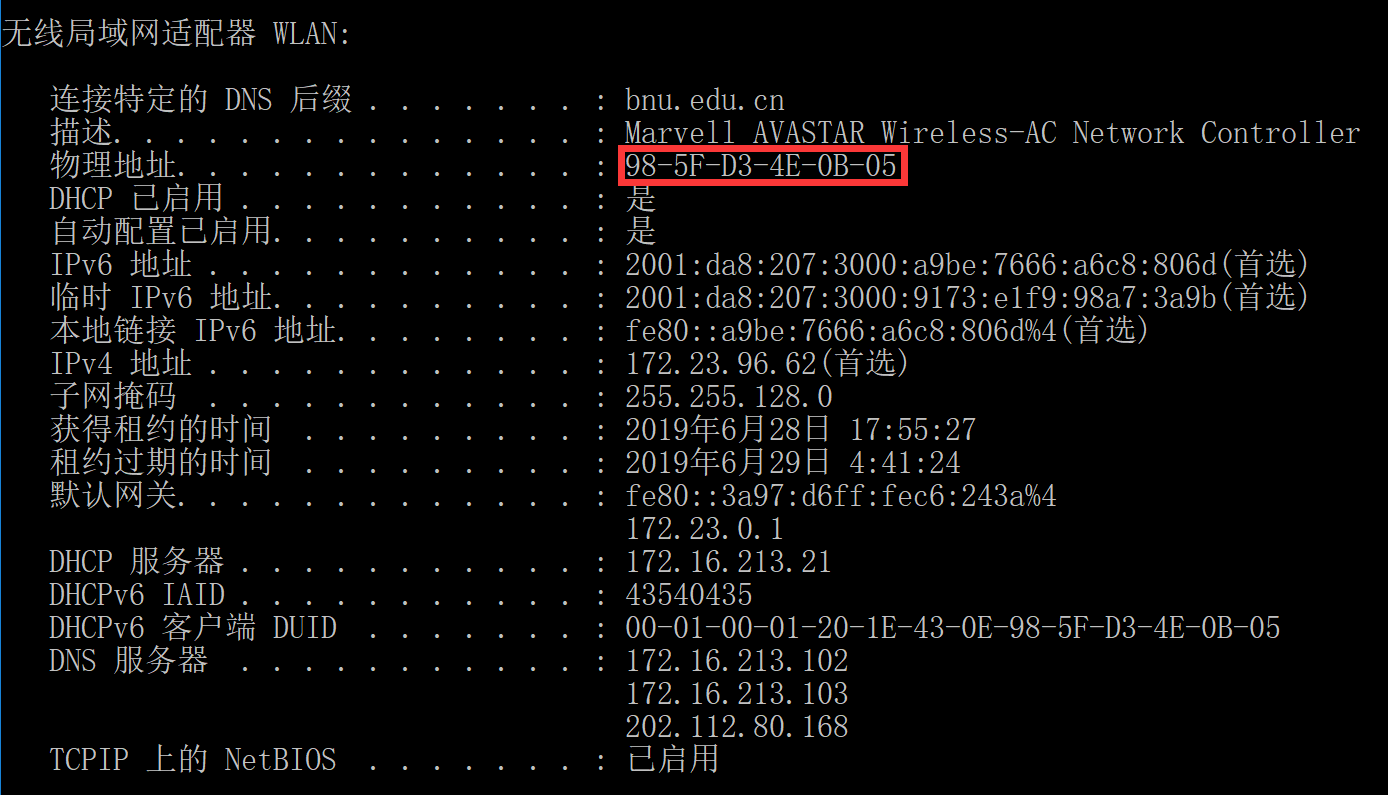 无线局域网适配器 WLAN:
连接特定的 DNS 后缀 . . . . . . . : bnu.edu.cn
描述. . . . . . . . . . . . . . . : Marvell AVASTAR Wireless-AC Network Controller
物理地址. . . . . . . . . . . . . : 98-5F-D3-4E-0B-05
DHCP 已启用 . . . . . . . . . . . : 是
自动配置已启用. . . . . . . . . . : 是
IPv6 地址 . . . . . . . . . . . . : 2001:da8:207:3000:a9be:7666:a6c8:806d(首选)
临时 IPv6 地址. . . . . . . . . . : 2001:da8:207:3000:9173:e1f9:98a7:3a9b(首选)
本地链接 IPv6 地址. . . . . . . . : fe80::a9be:7666:a6c8:806d%4(首选)
IPv4 地址 . . . . . . . . . . . . : 172.23.96.62(首选)
子网掩码  . . . . . . . . . . . . : 255.255.128.0
获得租约的时间  . . . . . . . . . : 2019年6月28日 17:55:27
租约过期的时间  . . . . . . . . . : 2019年6月29日 4:41:24
默认网关. . . . . . . . . . . . . : fe80::3a97:d6ff:fec6:243a%4
172.23.0.1
DHCP 服务器 . . . . . . . . . . . : 172.16.213.21
DHCPv6 IAID . . . . . . . . . . . : 43540435
DHCPv6 客户端 DUID  . . . . . . . : 00-01-00-01-20-1E-43-0E-98-5F-D3-4E-0B-05
DNS 服务器  . . . . . . . . . . . : 172.16.213.102
172.16.213.103
202.112.80.168
TCPIP 上的 NetBIOS  . . . . . . . : 已启用